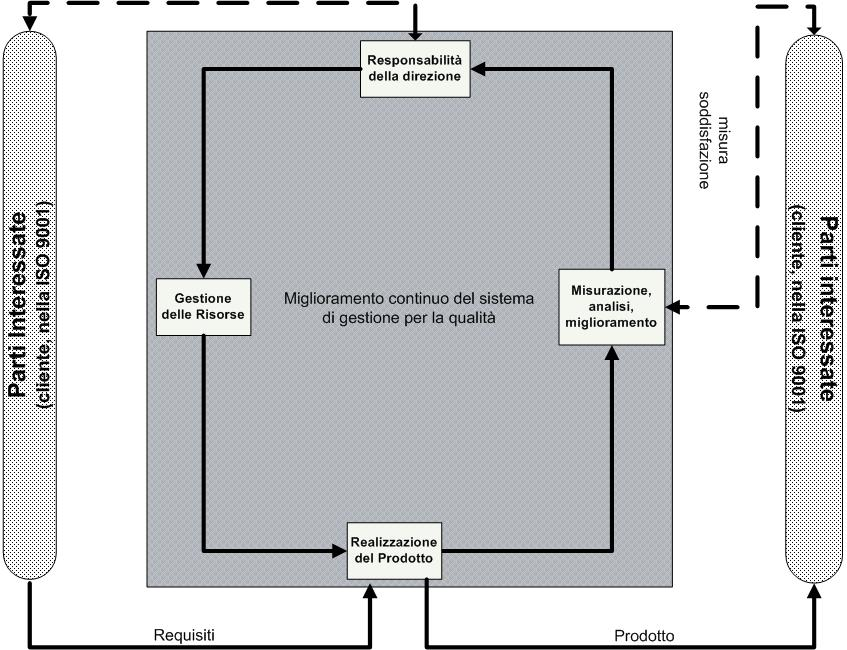 Responsabilità
della direzione
misura
soddisfazione
Parti Interessate
(cliente, nella ISO 9001)
Gestione
delle Risorse
Miglioramento continuo del sistema
di gestione per la qualità
Misurazione,
analisi,
miglioramento
Parti interessate
(cliente, nella ISO 9001)
Realizzazione
del Prodotto
Requisiti
Prodotto